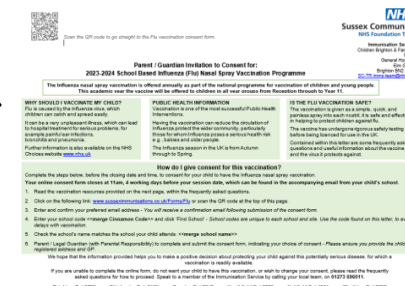 NHS
Sussex Commun
NHS Foundation T
Scan the QR code to go straight to the Flu vaccination consent form.
Immunisation Se
Children Brighton & Fa
General Ho
Elm G
Brighton BN2
Parent / Guardian Invitation to Consent for:
2023-2024 School Based Influenza (Flu) Nasal Spray Vaccination Programme
The Influenza nasal spray vaccination is offered annually as part of the national programme for vaccination of children and young people.
This academic year the vaccine will be offered to children in all year groups from Reception through to Year 11.
WHY SHOULD I VACCINATE MY CHILD?
Flu is caused by the influenza virus, which
children can catch and spread easily.
It can be a very unpleasant illness, which can lead
to hospital treatment for serious problems, for
example painful ear infections,
Further information is also available on the NHS
Choices website www.nhs.uk
PUBLIC HEALTH INFORMATION
Vaccination is one of the most successful Public Health
Interventions.
Having the vaccination can reduce the circulation of
Influenza protect the wider community, particularly
those for whom Influenza poses a serious health risk
e.g., babies and older people.
The Influenza season in the UK is from Autumn
through to Spring.
IS THE FLU VACCINATION SAFE?
The vaccination is given as a simple, quick, and
painless spray into each nostril, it is safe and effect
in helping to protect children against flu.
The vaccine has undergone rigorous safety testing
before being licensed for use in the UK.
Contained within this letter are some frequently ask
questions and useful information about the vaccine,
and the virus it protects against.
How do I give consent for this vaccination?
Complete the steps below, before the closing date and time, to consent for your child to have the Influenza nasal spray vaccination.
Your online consent form closes at 11am, 4 working days before your session date, which can be found in the accompanying email from your child's school.
1. Read the vaccination resources provided on the next page, within the frequently asked questions.
2. Click on the following link: www.susseximmunisations.co.uk/Forms/Flu or scan the QR code at the top of this page.
3. Enter and confirm your preferred email address - You will receive a confirmation email following submission of the consent form.
4. Enter your school code <<merge Cinnamon Code>> and click 'Find School' - School codes are unique to each school and site. Use the code found on this letter, to av
delays with vaccination.
5. Check the school's name matches the school your child attends: <<merge school name>>
6. Parent / Legal Guardian (with Parental Responsibility) to complete and submit the consent form, indicating your choice of consent - Please ensure you provide the child
registered address and GP.
We hope that the information provided helps you to make a positive decision about protecting your child against this potentially serious disease, for which a
vaccination is readily available.
If you are unable to complete the online form, do not want your child to have this vaccination, or wish to change your consent, please read the frequently
asked questions for how to proceed. Speak to a member of the Immunisation Service by calling your local team, on 01273 696011.